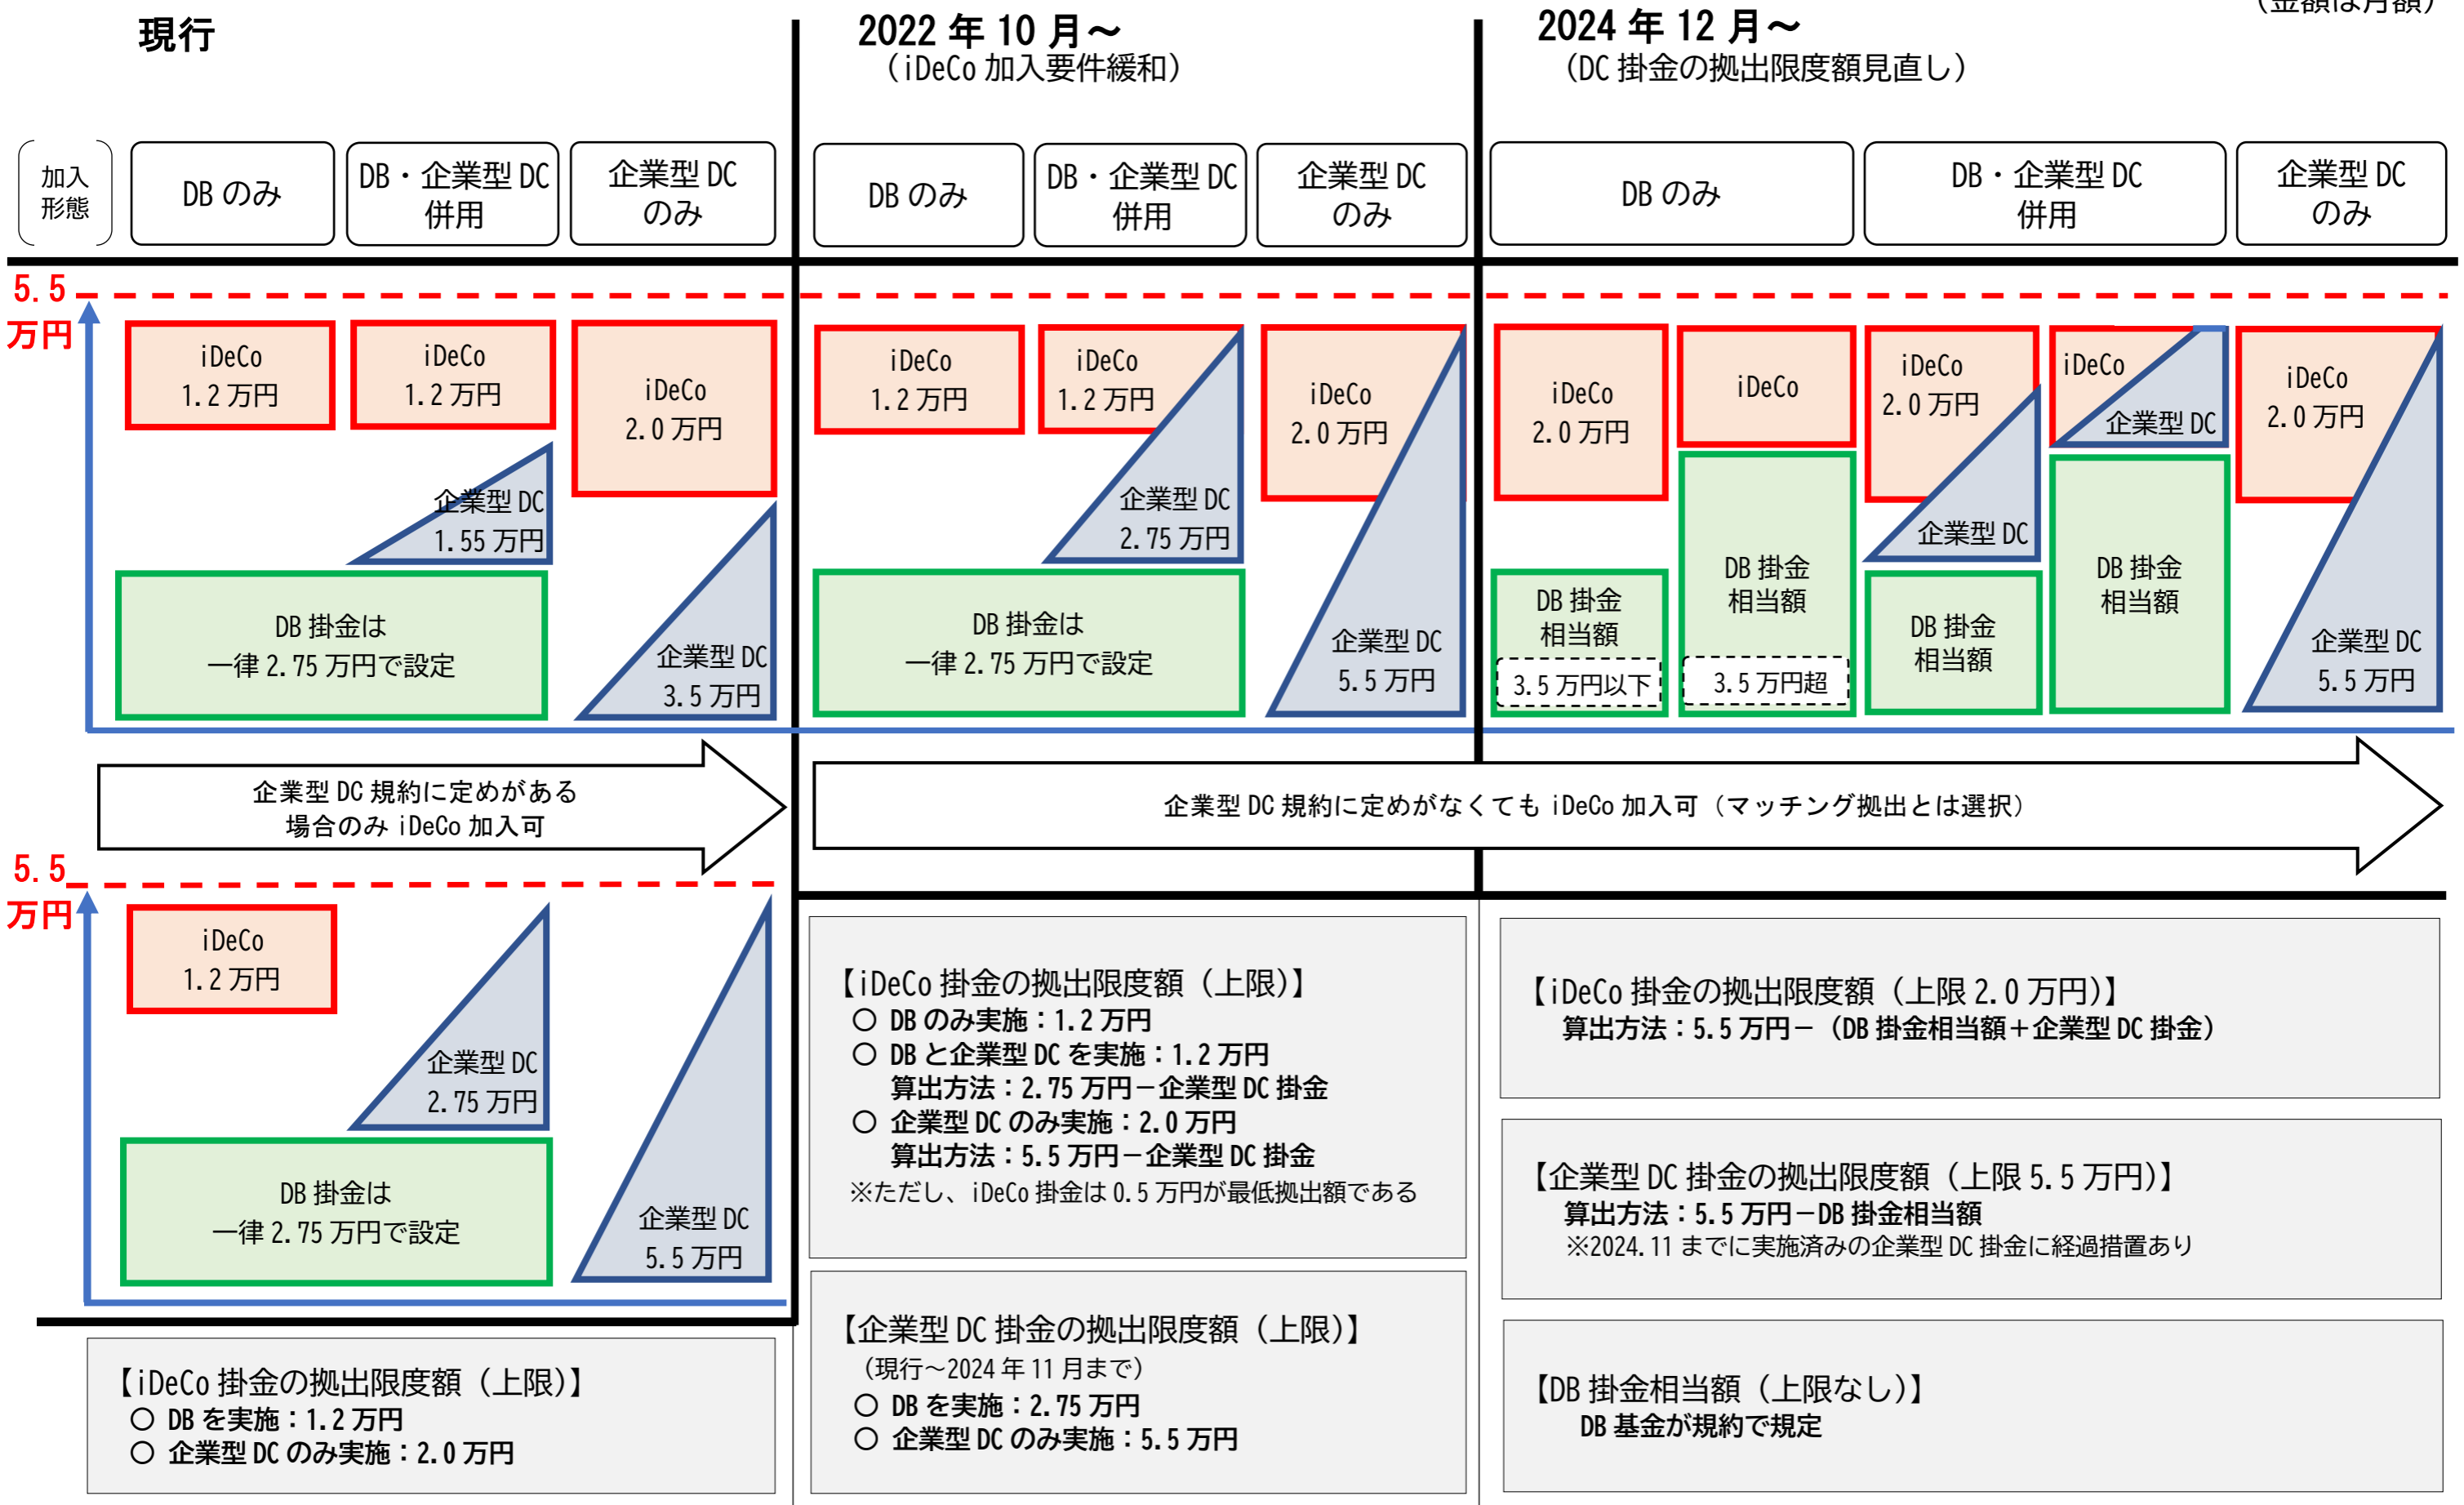 (金額は月額)
現行
2022 年 10 月～
(iDeCo 加入要件緩和)
2024 年 12 月～
(DC 掛金の拠出限度額見直し)
加入
形態
DB のみ
DB・企業型 DC
併用
企業型 DC
のみ
DB のみ
DB・企業型 DC
併用
企業型 DC
のみ
DB のみ
DB・企業型 DC
併用
企業型 DC
のみ
5.5
万円
iDeCo
1.2 万円
iDeCo
1.2 万円
iDeCo
2.0 万円
企業型 DC
1.55 万円
企業型 DC
3.5 万円
DB 掛金は
一律 2.75 万円で設定
iDeCo
1.2 万円
iDeCo
1.2 万円
iDeCo
2.0 万円
企業型 DC
2.75 万円
企業型 DC
5.5 万円
DB 掛金は
一律 2.75 万円で設定
iDeCo
2.0 万円
DB 掛金
相当額
3.5 万円以下
iDeCo
DB 掛金
相当額
3.5 万円超
iDeCo
2.0 万円
企業型 DC
DB 掛金
相当額
iDeCo
企業型 DC
DB 掛金
相当額
iDeCo
2.0 万円
企業型 DC
5.5 万円
企業型 DC 規約に定めがある
場合のみ iDeCo 加入可
企業型 DC 規約に定めがなくても iDeCo 加入可（マッチング拠出とは選択）
5.5
万円
iDeCo
1.2 万円
企業型 DC
2.75 万円
企業型 DC
5.5 万円
DB 掛金は
一律 2.75 万円で設定
【iDeCo 掛金の拠出限度額（上限）】
○ DB を実施：1.2 万円
○ 企業型 DC のみ実施：2.0 万円
【iDeCo 掛金の拠出限度額（上限）】
○ DB のみ実施：1.2 万円
○ DB と企業型 DC を実施：1.2 万円
算出方法：2.75 万円－企業型 DC 掛金
○ 企業型 DC のみ実施：2.0 万円
算出方法：5.5 万円－企業型 DC 掛金
※ただし、iDeCo 掛金は 0.5 万円が最低拠出額である
【企業型 DC 掛金の拠出限度額（上限）】
（現行～2024 年 11 月まで）
○ DB を実施：2.75 万円
○ 企業型 DC のみ実施：5.5 万円
【iDeCo 掛金の拠出限度額（上限 2.0 万円）】
算出方法：5.5 万円－（DB 掛金相当額＋企業型 DC 掛金）
【企業型 DC 掛金の拠出限度額（上限 5.5 万円）】
算出方法：5.5 万円－DB 掛金相当額
※2024.11 までに実施済みの企業型 DC 掛金に経過措置あり
【DB 掛金相当額（上限なし）】
DB 基金が規約で規定